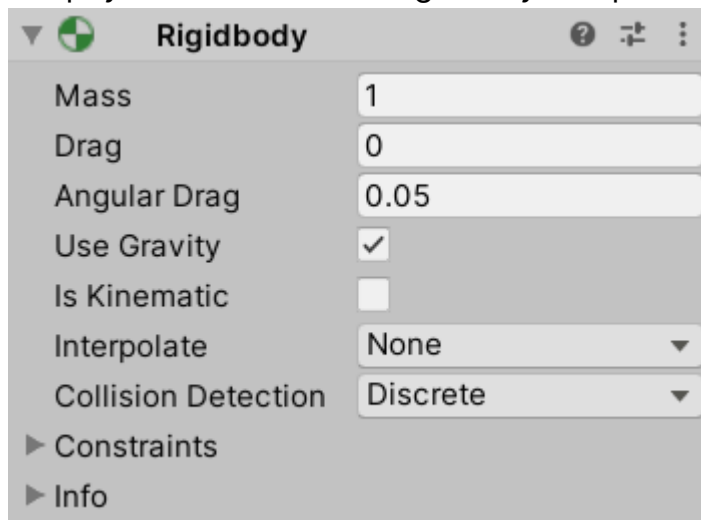 Rigidbody
Mass 1
Drag 0
Angular Drag 0.05
Use Gravity
Is Kinematic
Interpolate None
Collision Detection Discrete
Constraints
Info